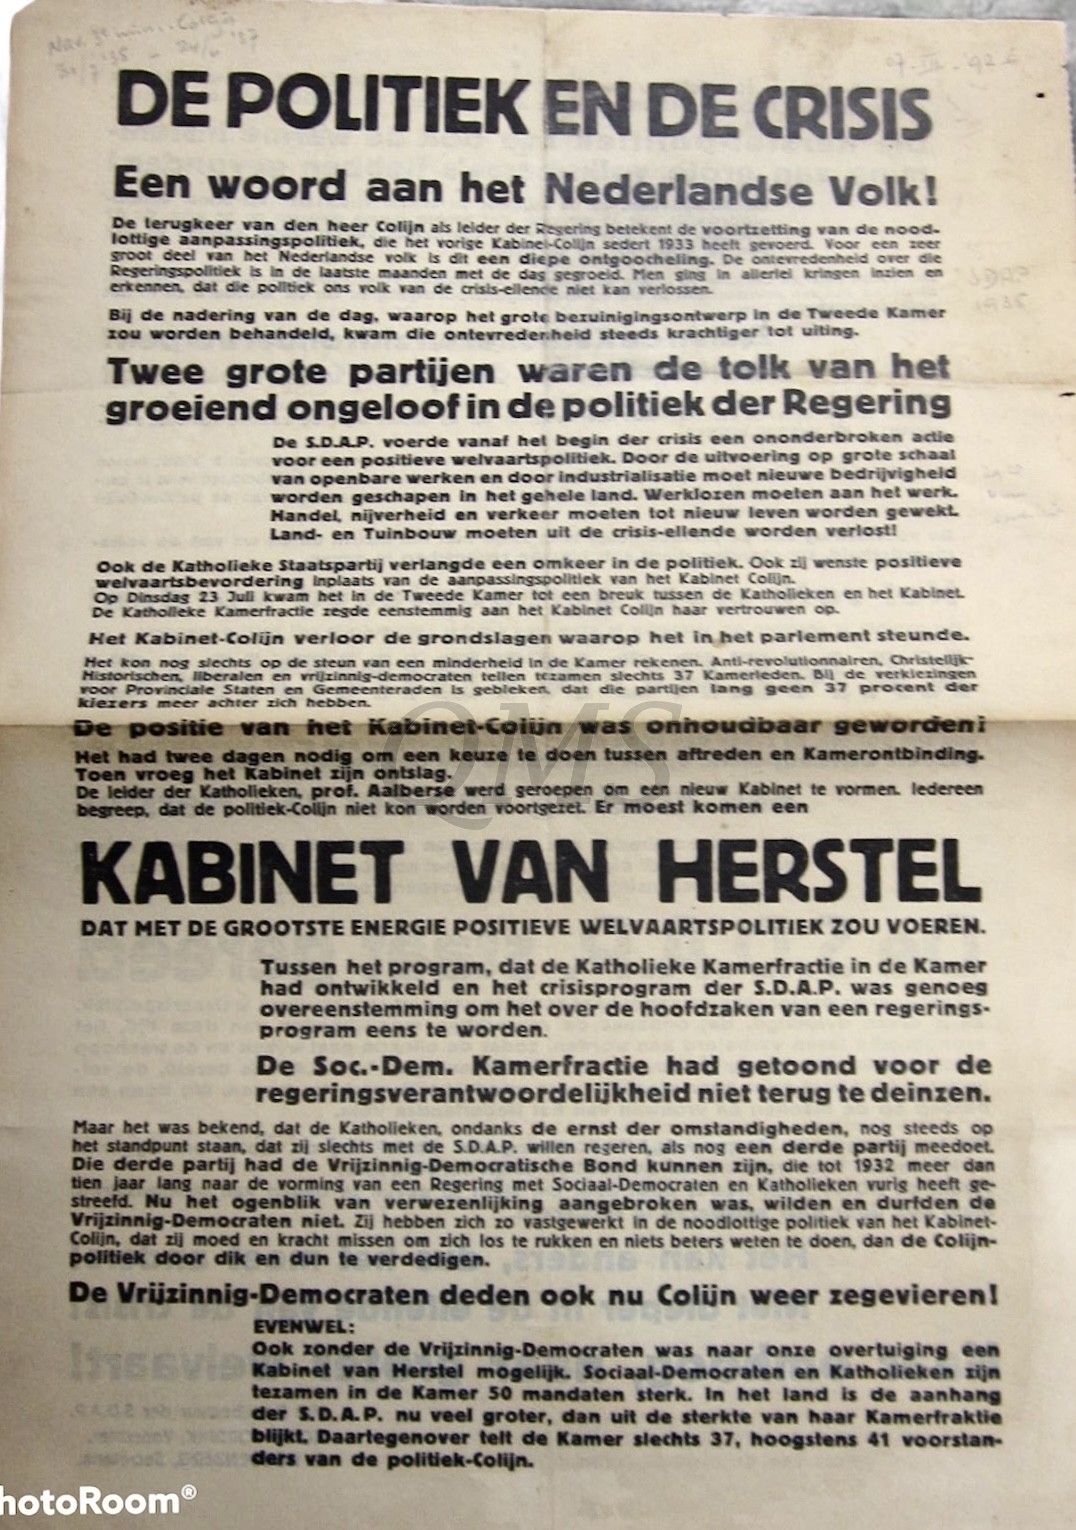 DE POLITIEK EN DE CRISIS
Een woord aan het Nederlandse Volk!
De terugkeer van den heer Colijn als leider der Regering betekent de voortzetting van de nood-
lottige aanpassingspolitiek, die het vorige Kabinet-Colijn sedert 1933 heeft gevoerd. Voor een zeer
groot deel van het Nederlandse volk is dit een diepe ontgoocheling. De ontevredenheid over die
Regeringspolitiek is in de laatste maanden met de dag gegroeid. Men ging in allerlei kringen inzien en
erkennen, dat die politiek ons volk van de crisis-ellende niet kan verlossen.
Bij de nadering van de dag, waarop het grote bezuinigingsontwerp in de Tweede Kamer
zou worden behandeld, kwam die ontevredenheid steeds krachtiger tot uiting.
Twee grote partijen waren de tolk van het
groeiend ongeloof in de politiek der Regering
De S.D.A.P. voerde vanaf het begin der crisis een ononderbroken actie
voor een positieve welvaartspolitiek. Door de uitvoering op grote schaal
van openbare werken en door industrialisatie moet nieuwe bedrijvigheid
worden geschapen in het gehele land. Werklozen moeten aan het werk.
Handel, nijverheid en verkeer moeten tot nieuw leven worden gewekt.
Land- en Tuinbouw moeten uit de crisis-ellende worden verlost!
Ook de Katholieke Staatspartij verlangde een omkeer in de politiek. Ook zij wenste positieve
welvaartsbevordering inplaats van de aanpassingspolitiek van het Kabinet Colijn.
Op Dinsdag 23 Juli kwam het in de Tweede Kamer tot een breuk tussen de Katholieken en het Kabinet.
De Katholieke Kamerfractie zegde eenstemmig aan het Kabinet Colijn haar vertrouwen op.
Het Kabinet-Colijn verloor de grondslagen waarop het in het parlement steunde.
Het kon nog slechts op de steun van een minderheid in de Kamer rekenen. Anti-revolutionnairen, Christelijk-
Historischen, liberalen en vrijzinnig-democraten tellen tezamen slechts 37 Kamerleden. Bij de verkiezingen
voor Provinciale Staten en Gemeenteraden is gebleken, dat die partijen lang geen 37 procent der
kiezers meer achter zich hebben.
De positie van het Kabinet-Colijn was onhoudbaar geworden!
Het had twee dagen nodig om een keuze te doen tussen aftreden en Kamerontbinding.
Toen vroeg het Kabinet zijn ontslag.
De leider der Katholieken, prof. Aalberse werd geroepen om een nieuw Kabinet te vormen. Iedereen
begreep, dat de politiek-Colijn niet kon worden voortgezet. Er moest komen een
QMS
KABINET VAN HERSTEL
DAT MET DE GROOTSTE ENERGIE POSITIEVE WELVAARTSPOLITIEK ZOU VOEREN.
Tussen het program, dat de Katholieke Kamerfractie in de Kamer
had ontwikkeld en het crisisprogram der S.D.A.P. was genoeg
overeenstemming om het over de hoofdzaken van een regerings-
program eens te worden.
De Soc.-Dem. Kamerfractie had getoond voor de
regeringsverantwoordelijkheid niet terug te deinzen.
Maar het was bekend, dat de Katholieken, ondanks de ernst der omstandigheden, nog steeds op
het standpunt staan, dat zij slechts met de S.D.A.P. willen regeren, als nog een derde partij meedoet.
Die derde partij had de Vrijzinnig-Democratische Bond kunnen zijn, die tot 1932 meer dan
tien jaar lang naar de vorming van een Regering met Sociaal-Democraten en Katholieken vurig heeft ge-
streefd. Nu het ogenblik van verwezenlijking aangebroken was, wilden en durfden de
Vrijzinnig-Democraten niet. Zij hebben zich zo vastgewerkt in de noodlottige politiek van het Kabinet-
Colijn, dat zij moed en kracht missen om zich los te rukken en niets beters weten te doen, dan de Colijn-
politiek door dik en dun te verdedigen.
De Vrijzinnig-Democraten deden ook nu Colijn weer zegevieren!
EVENWEL:
Ook zonder de Vrijzinnig-Democraten was naar onze overtuiging een
Kabinet van Herstel mogelijk. Sociaal-Democraten en Katholieken zijn
tezamen in de Kamer 50 mandaten sterk. In het land is de aanhang
der S.D.A.P. nu veel groter, dan uit de sterkte van haar Kamerfraktie
blijkt. Daartegenover telt de Kamer slechts 37, hoogstens 41 voorstan-
ders van de politiek-Colijn.
hotoRoom®